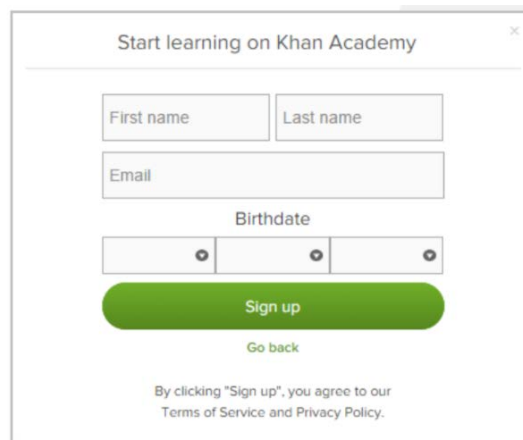 Start learning on Khan Academy
×
First name Last name
Email
Birthdate
Sign up
Go back
By clicking "Sign up", you agree to our
Terms of Service and Privacy Policy.